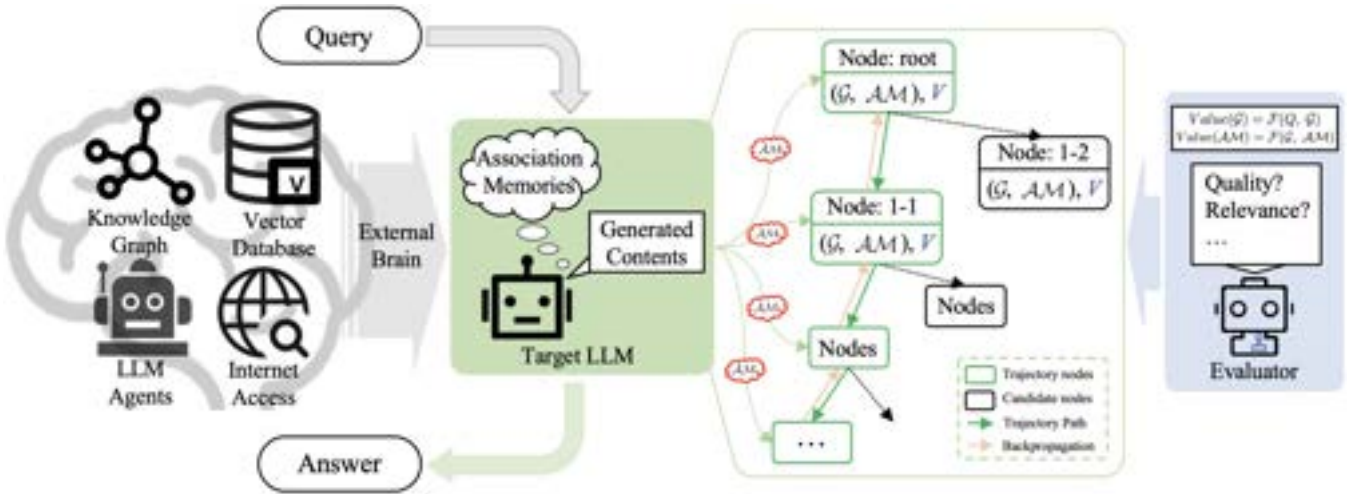 Query
Knowledge
Graph
Vector
Database
V
LLM
Agents
Internet
Access
External
Brain
Association
Memories
Generated
Contents
Target LLM
Answer
Node: root
(𝒢, 𝒜ℳ), V
Node: 1-2
(𝒢, 𝒜ℳ), V
Node: 1-1
(𝒢, 𝒜ℳ), V
Nodes
Nodes
...
Trajectory nodes
Candidate nodes
Trajectory Path
Backpropagation
Value(𝒢) = ℱ(Q, 𝒢)
Value(𝒜ℳ) = ℱ(𝒢, 𝒜ℳ)
Quality?
Relevance?
...
Evaluator